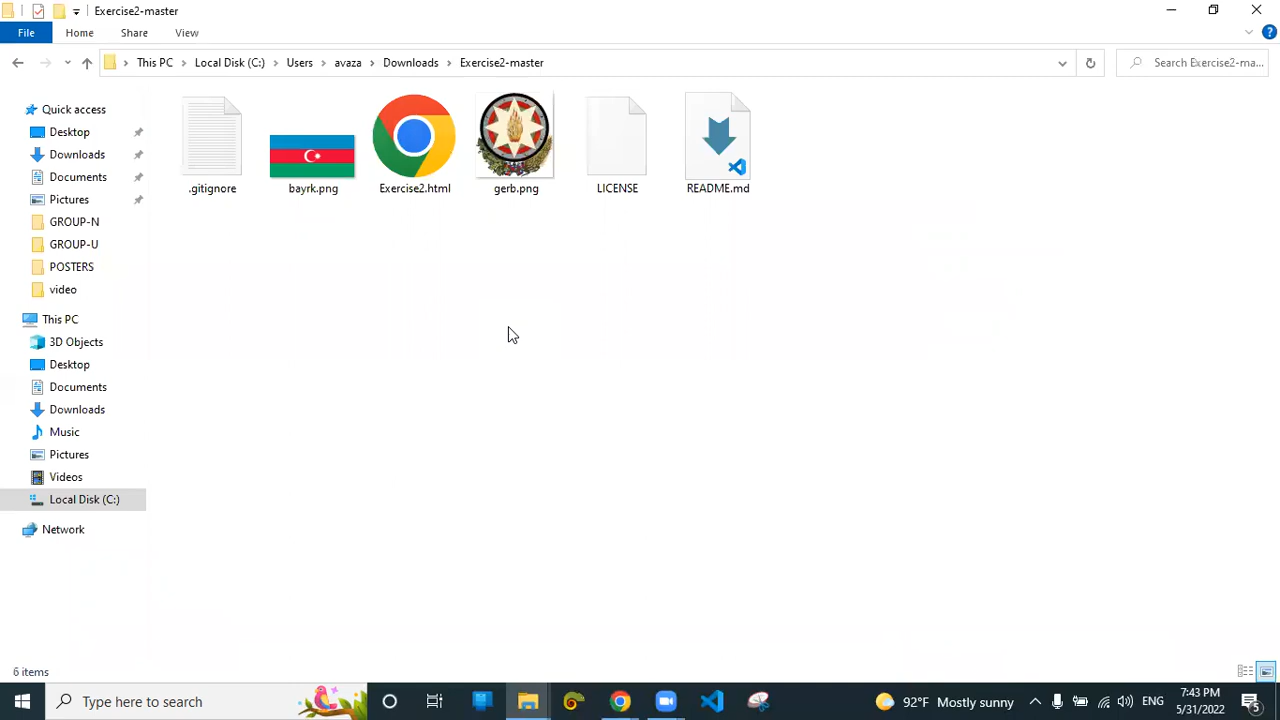 Exercise2-master
File
Home
Share
View
This PC
Local Disk (C:)
Users
avaza
Downloads
Exercise2-master
Search Exercise2-ma...
Quick access
Desktop
Downloads
Documents
Pictures
GROUP-N
GROUP-U
POSTERS
video
This PC
3D Objects
Desktop
Documents
Downloads
Music
Pictures
Videos
Local Disk (C:)
Network
.gitignore
bayrk.png
Exercise2.html
gerb.png
LICENSE
README.md
6 items
Type here to search
92°F Mostly sunny
ENG
7:43 PM
5/31/2022
5